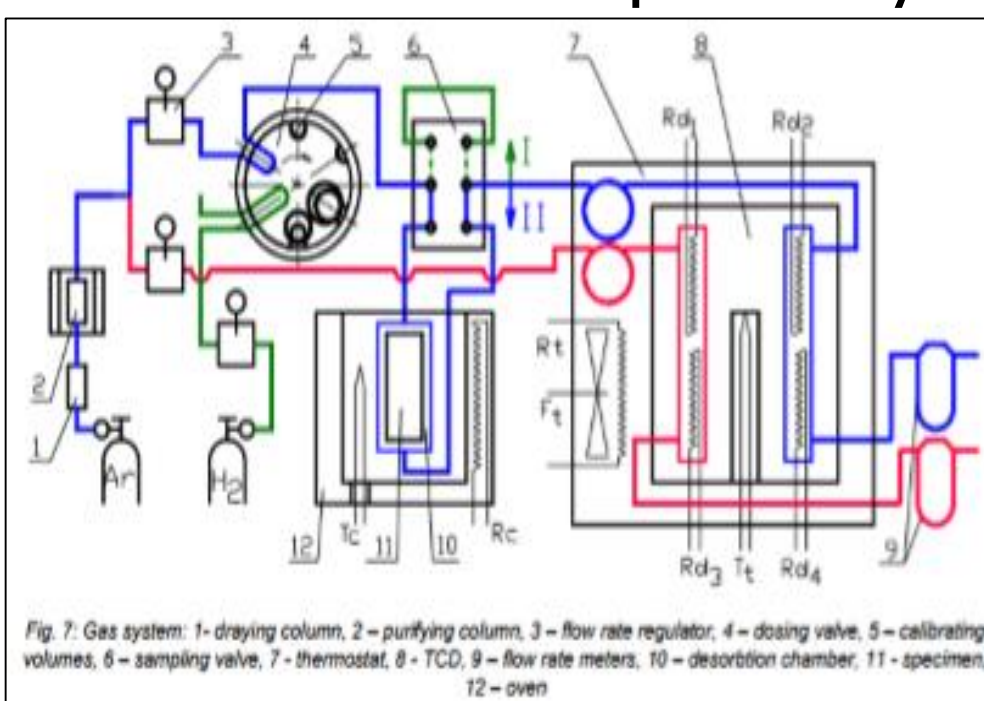 3
4
5
6
7
8
Rd1
Rd2
I
II
Rt
Ft
2
1
Ar
H2
12
Tc
11
10
Rc
Rd3
Tt
Rd4
9
Fig. 7: Gas system: 1- draying column, 2 – purifying column, 3 – flow rate regulator, 4 – dosing valve, 5 – calibrating
volumes, 6 – sampling valve, 7 - thermostat, 8 - TCD, 9 – flow rate meters, 10 – desorbtion chamber, 11 - specimen,
12 – oven